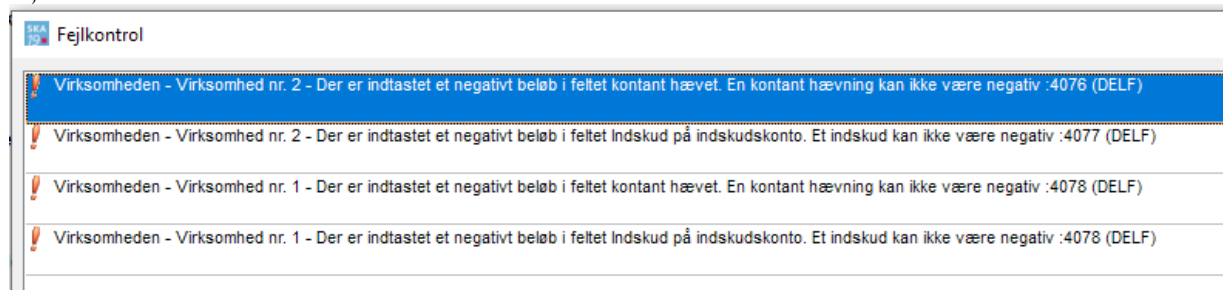 SKA
19.
Fejlkontrol
Virksomheden - Virksomhed nr. 2 - Der er indtastet et negativt beløb i feltet kontant hævet. En kontant hævning kan ikke være negativ :4076 (DELF)
Virksomheden - Virksomhed nr. 2 - Der er indtastet et negativt beløb i feltet Indskud på indskudskonto. Et indskud kan ikke være negativ :4077 (DELF)
Virksomheden - Virksomhed nr. 1 - Der er indtastet et negativt beløb i feltet kontant hævet. En kontant hævning kan ikke være negativ :4078 (DELF)
Virksomheden - Virksomhed nr. 1 - Der er indtastet et negativt beløb i feltet Indskud på indskudskonto. Et indskud kan ikke være negativ :4078 (DELF)